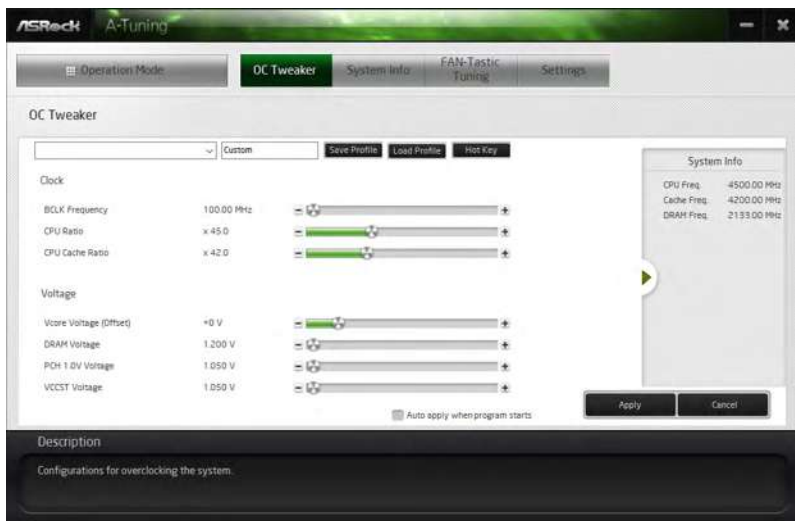 ASRock A-Tuning
Operation Mode OC Tweaker System Info FAN-Tastic Tuning Settings
OC Tweaker
Custom Save Profile Load Profile Hot Key
Clock
BCLK Frequency 100.00 MHz
CPU Ratio x 45.0
CPU Cache Ratio x 42.0
Voltage
Vcore Voltage (Offset) +0 V
DRAM Voltage 1.200 V
PCH 1.0V Voltage 1.050 V
VCCST Voltage 1.050 V
Auto apply when program starts
System Info
CPU Freq. 4500.00 MHz
Cache Freq. 4200.00 MHz
DRAM Freq. 2133.00 MHz
Apply Cancel
Description
Configurations for overclocking the system.